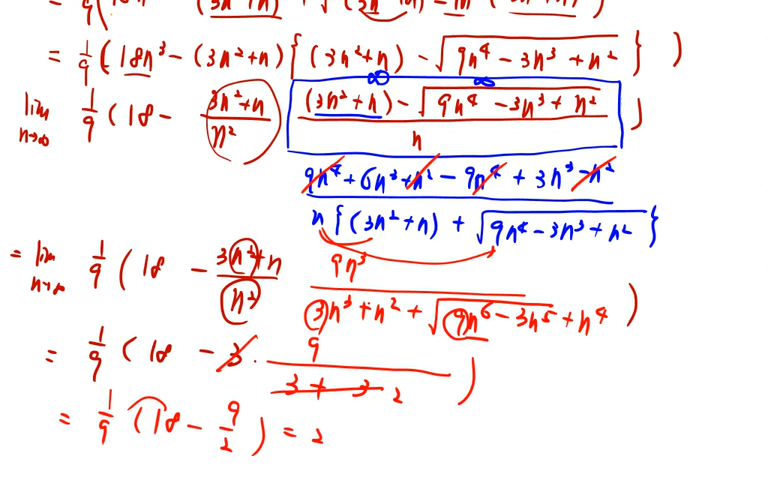 = 1/9 ( 18n³ − (3n²+n) { (3n²+n) − √(9n⁴ − 3n³ + n²) } )
∞ ∞
lim n→∞ 1/9 ( 18 − (3n²+n)/n² ((3n²+n) − √(9n⁴ − 3n³ + n²))/n )
9n⁴ + 6n³ + n² − 9n⁴ + 3n³ − n²
n { (3n²+n) + √(9n⁴ − 3n³ + n²) }
= lim n→∞ 1/9 ( 18 − (3n²+n)/n² 9n³/(3n³ + n² + √(9n⁶ − 3n⁵ + n⁴)) )
= 1/9 ( 18 − 3 · 9/(3 + 3) 2 )
= 1/9 ( 18 − 9/2 ) = 2